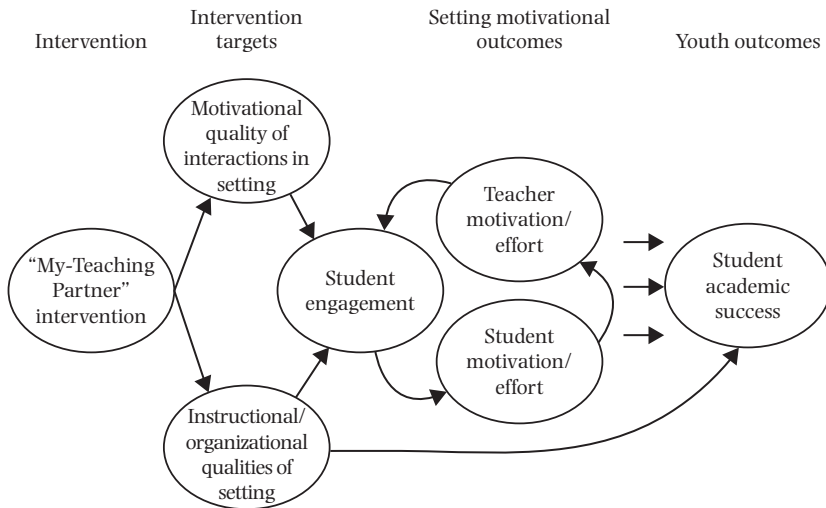 Intervention
Intervention
targets
Setting motivational
outcomes
Youth outcomes
Motivational
quality of
interactions in
setting
“My-Teaching
Partner”
intervention
Instructional/
organizational
qualities of
setting
Student
engagement
Teacher
motivation/
effort
Student
motivation/
effort
Student
academic
success